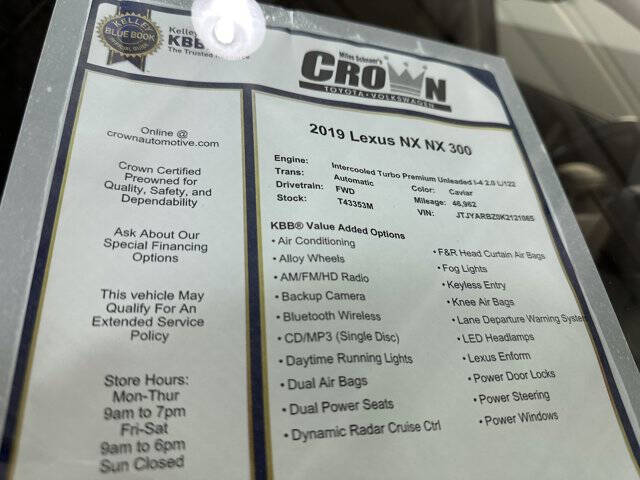 KELLEY
BLUE BOOK
Kelley
KBB
The Trusted
Miles Schnaer's
CROWN
TOYOTA • VOLKSWAGEN
Online @
crownautomotive.com
Crown Certified
Preowned for
Quality, Safety, and
Dependability
Ask About Our
Special Financing
Options
This vehicle May
Qualify For An
Extended Service
Policy
Store Hours:
Mon-Thur
9am to 7pm
Fri-Sat
9am to 6pm
Sun Closed
2019 Lexus NX NX 300
Engine: Intercooled Turbo Premium Unleaded I-4 2.0 L/122
Trans: Automatic Color: Caviar
Drivetrain: FWD Mileage: 46,962
Stock: T43353M VIN: JTJYARBZ0K2121065
KBB® Value Added Options
• Air Conditioning
• Alloy Wheels
• AM/FM/HD Radio
• Backup Camera
• Bluetooth Wireless
• CD/MP3 (Single Disc)
• Daytime Running Lights
• Dual Air Bags
• Dual Power Seats
• Dynamic Radar Cruise Ctrl
• F&R Head Curtain Air Bags
• Fog Lights
• Keyless Entry
• Knee Air Bags
• Lane Departure Warning System
• LED Headlamps
• Lexus Enform
• Power Door Locks
• Power Steering
• Power Windows